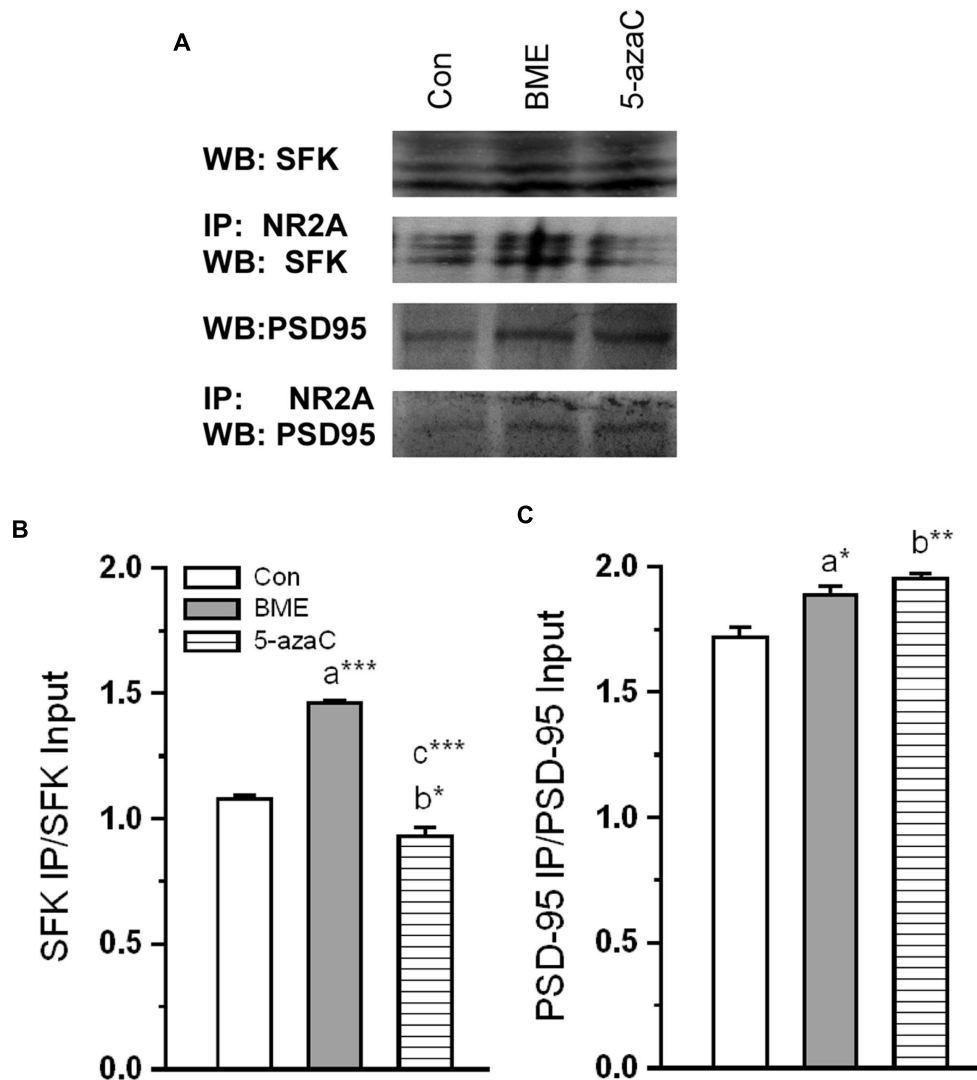 A
Con
BME
5-azaC
WB: SFK
IP: NR2A
WB: SFK
WB:PSD95
IP: NR2A
WB: PSD95
B
2.0
1.5
1.0
0.5
0.0
SFK IP/SFK Input
Con
BME
5-azaC
a***
c***
b*
C
2.0
1.5
1.0
0.5
0.0
PSD-95 IP/PSD-95 Input
a*
b**